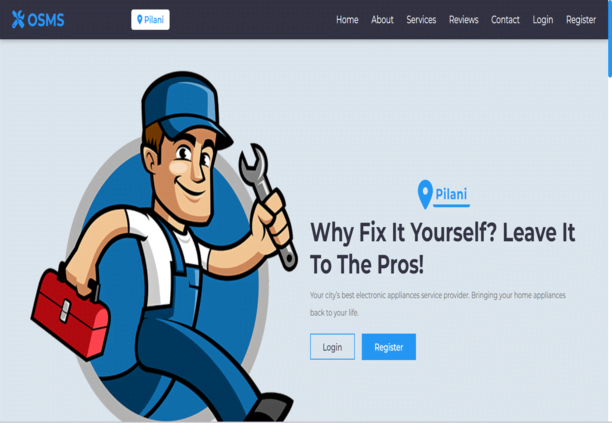 OSMS
Pilani
Home About Services Reviews Contact Login Register
Pilani
Why Fix It Yourself? Leave It
To The Pros!
Your city's best electronic appliances service provider. Bringing your home appliances
back to your life.
Login Register